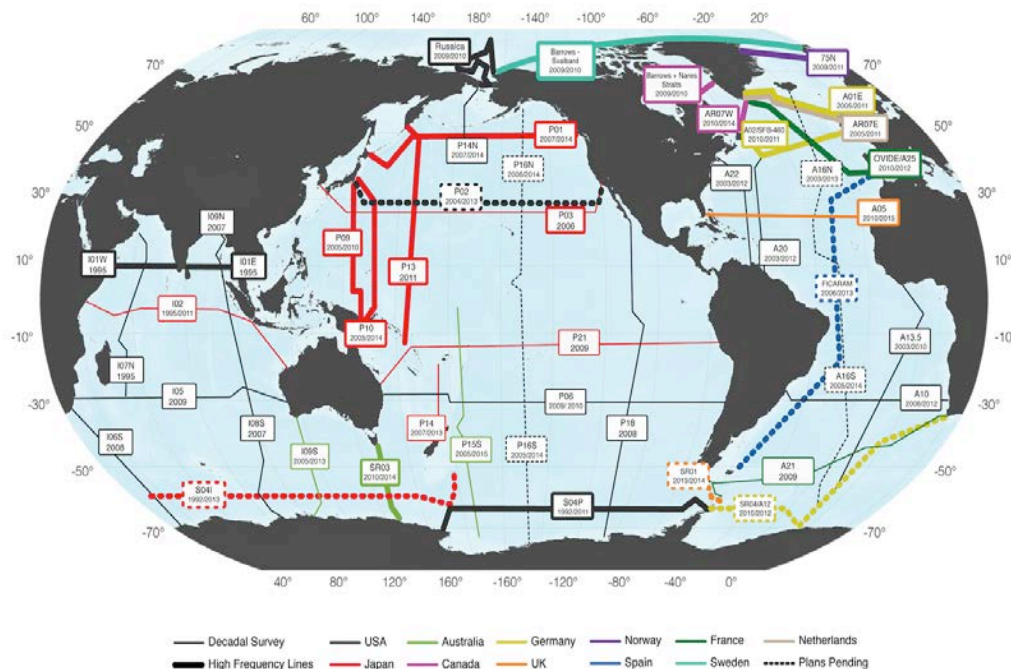 60° 100° 140° 180° -140° -100° -60° -20° 20°
70°
50°
30°
10°
-10°
-30°
-50°
-70°
70°
50°
30°
10°
-10°
-30°
-50°
-70°
40° 80° 120° 160° -160° -120° -80° -40° 0°
Rusalca
2009/2010
Barrows -
Svalbard
2009/2010
Barrows + Nares
Straits
2009/2010
75N
2009/2011
A01E
2005/2011
AR07W
2010/2014
A02/SFB-460
2010/2011
AR07E
2005/2011
OVIDE/A25
2010/2012
P01
2007/2014
P14N
2007/2014
P16N
2006/2014
P02
2004/2013
P03
2006
A22
2003/2012
A16N
2003/2013
A05
2010/2015
A20
2003/2012
I09N
2007
I01W
1995
I01E
1995
P09
2005/2010
P13
2011
I02
1995/2011
P10
2005/2014
P21
2009
FICARAM
2006/2013
A13.5
2003/2010
I07N
1995
I05
2009
P06
2009/ 2010
A16S
2005/2014
A10
2008/2012
I06S
2008
I08S
2007
I09S
2005/2013
P14
2007/2013
P15S
2005/2015
P16S
2005/2014
P18
2008
SR03
2010/2014
S04I
1992/2013
S04P
1992/2011
SR01
2010/2014
A21
2009
SR04/A12
2010/2012
Decadal Survey USA Australia Germany Norway France Netherlands
High Frequency Lines Japan Canada UK Spain Sweden Plans Pending